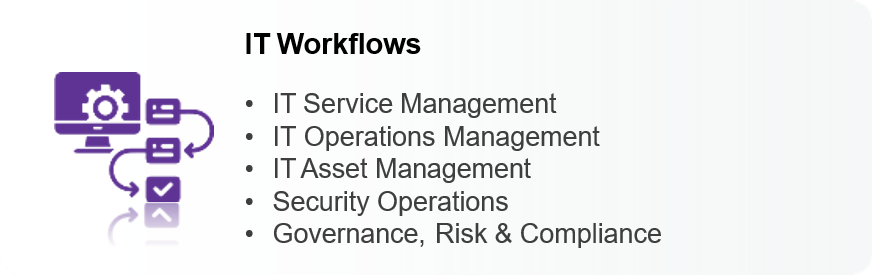 IT Workflows
• IT Service Management
• IT Operations Management
• IT Asset Management
• Security Operations
• Governance, Risk & Compliance